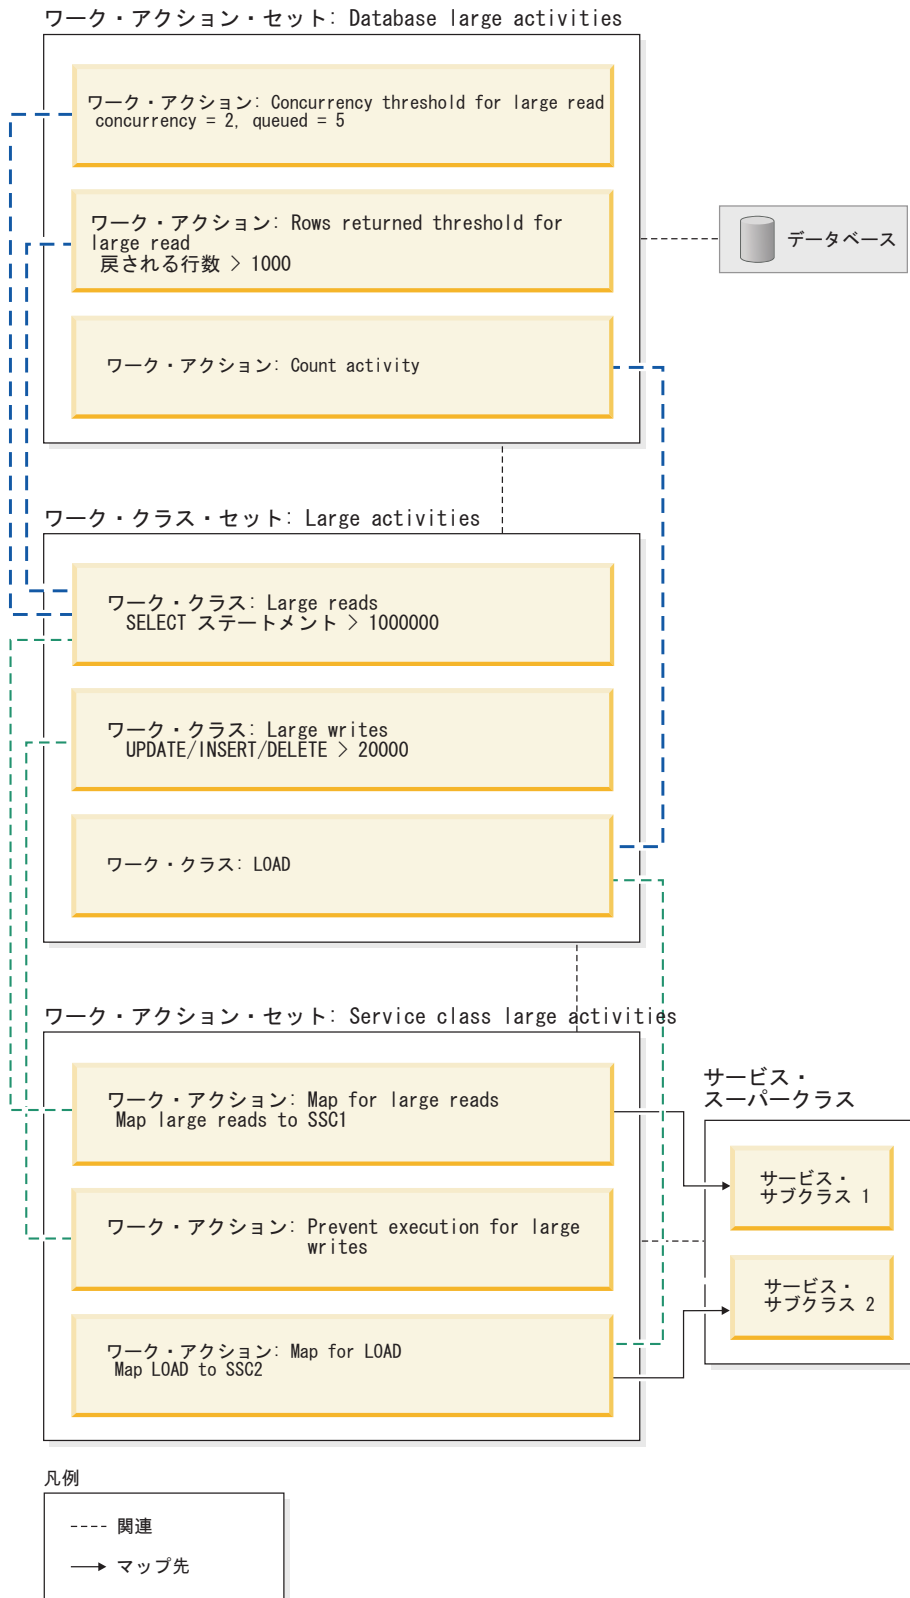 ワーク・アクション・セット: Database large activities
ワーク・アクション: Concurrency threshold for large read
concurrency = 2, queued = 5
ワーク・アクション: Rows returned threshold for
large read
戻される行数 > 1000
データベース
ワーク・アクション: Count activity
ワーク・クラス・セット: Large activities
ワーク・クラス: Large reads
SELECT ステートメント > 1000000
ワーク・クラス: Large writes
UPDATE/INSERT/DELETE > 20000
ワーク・クラス: LOAD
ワーク・アクション・セット: Service class large activities
ワーク・アクション: Map for large reads
Map large reads to SSC1
ワーク・アクション: Prevent execution for large
writes
ワーク・アクション: Map for LOAD
Map LOAD to SSC2
サービス・
スーパークラス
サービス・
サブクラス 1
サービス・
サブクラス 2
凡例
関連
マップ先